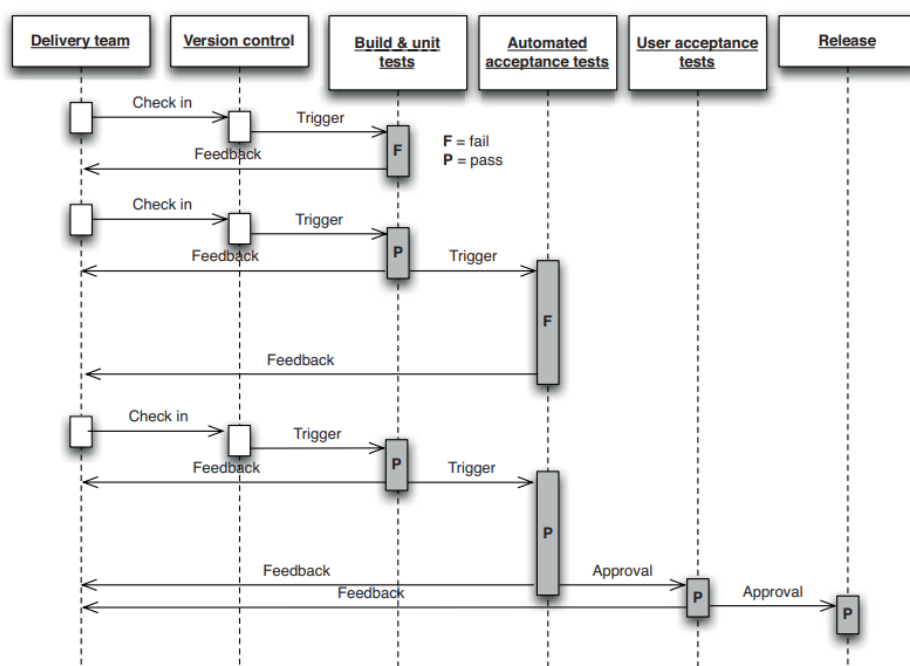 Delivery team
Version control
Build & unit
tests
Automated
acceptance tests
User acceptance
tests
Release
Check in
Trigger
F
F = fail
P = pass
Feedback
Check in
Trigger
P
Feedback
Trigger
F
Feedback
Check in
Trigger
P
Feedback
Trigger
P
Feedback
Approval
P
Feedback
Approval
P